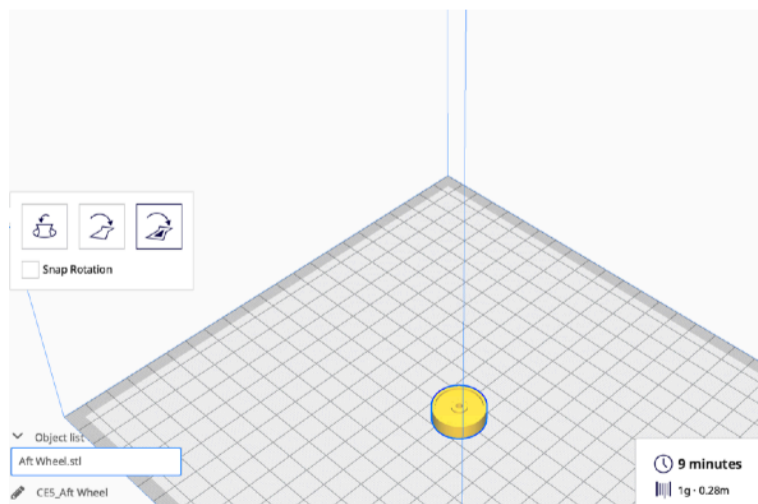 Snap Rotation
Object list
Aft Wheel.stl
CE5_Aft Wheel
9 minutes
1g · 0.28m